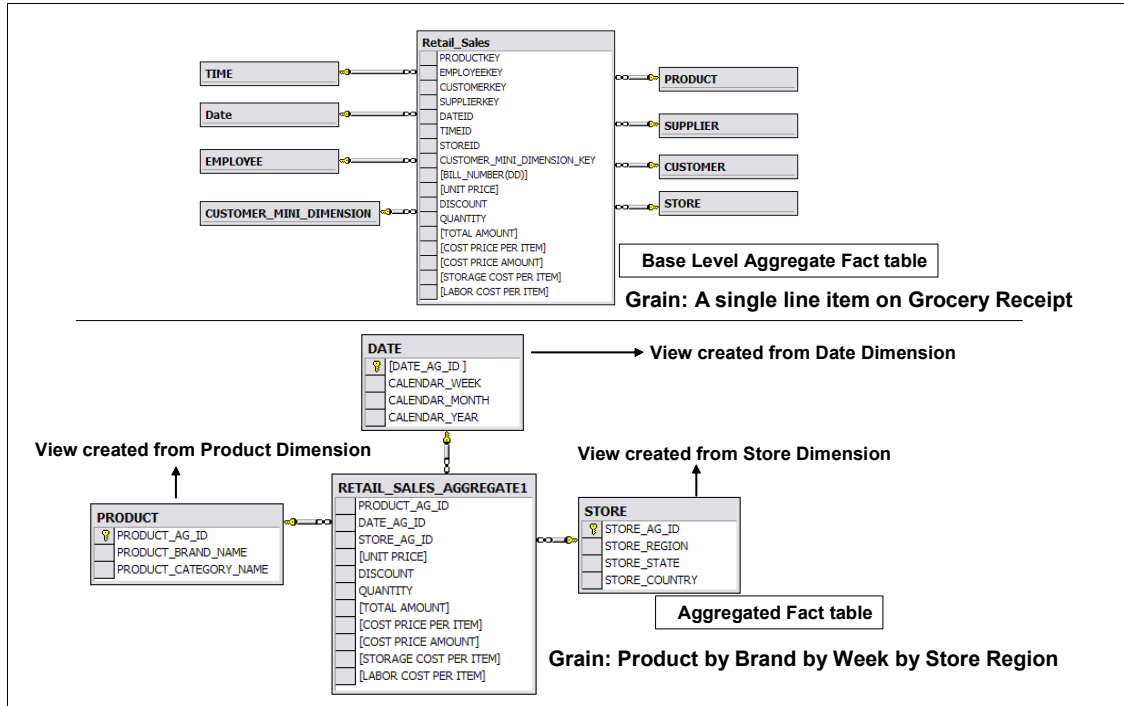 Retail_Sales
PRODUCTKEY
EMPLOYEEKEY
CUSTOMERKEY
SUPPLIERKEY
DATEID
TIMEID
STOREID
CUSTOMER_MINI_DIMENSION_KEY
[BILL_NUMBER(DD)]
[UNIT PRICE]
DISCOUNT
QUANTITY
[TOTAL AMOUNT]
[COST PRICE PER ITEM]
[COST PRICE AMOUNT]
[STORAGE COST PER ITEM]
[LABOR COST PER ITEM]
TIME
Date
EMPLOYEE
CUSTOMER_MINI_DIMENSION
PRODUCT
SUPPLIER
CUSTOMER
STORE
Base Level Aggregate Fact table
Grain: A single line item on Grocery Receipt
DATE
[DATE_AG_ID ]
CALENDAR_WEEK
CALENDAR_MONTH
CALENDAR_YEAR
View created from Date Dimension
View created from Product Dimension
View created from Store Dimension
PRODUCT
PRODUCT_AG_ID
PRODUCT_BRAND_NAME
PRODUCT_CATEGORY_NAME
RETAIL_SALES_AGGREGATE1
PRODUCT_AG_ID
DATE_AG_ID
STORE_AG_ID
[UNIT PRICE]
DISCOUNT
QUANTITY
[TOTAL AMOUNT]
[COST PRICE PER ITEM]
[COST PRICE AMOUNT]
[STORAGE COST PER ITEM]
[LABOR COST PER ITEM]
STORE
STORE_AG_ID
STORE_REGION
STORE_STATE
STORE_COUNTRY
Aggregated Fact table
Grain: Product by Brand by Week by Store Region